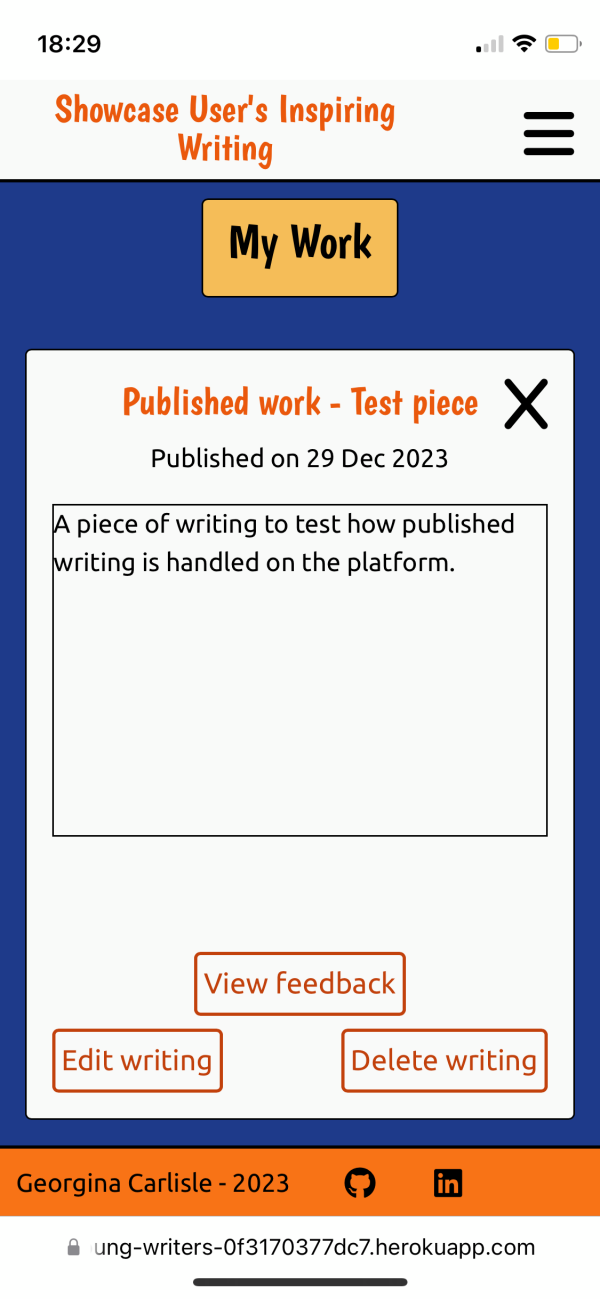 18:29
Showcase User's Inspiring
Writing
My Work
Published work - Test piece
Published on 29 Dec 2023
A piece of writing to test how published
writing is handled on the platform.
View feedback
Edit writing
Delete writing
Georgina Carlisle - 2023
in
ung-writers-0f3170377dc7.herokuapp.com